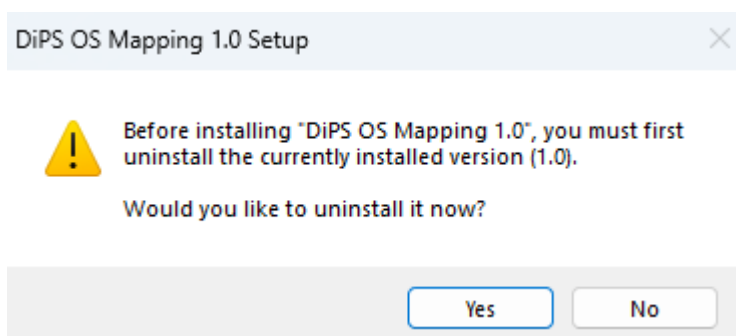 DiPS OS Mapping 1.0 Setup
Before installing "DiPS OS Mapping 1.0", you must first
uninstall the currently installed version (1.0).
Would you like to uninstall it now?
Yes
No